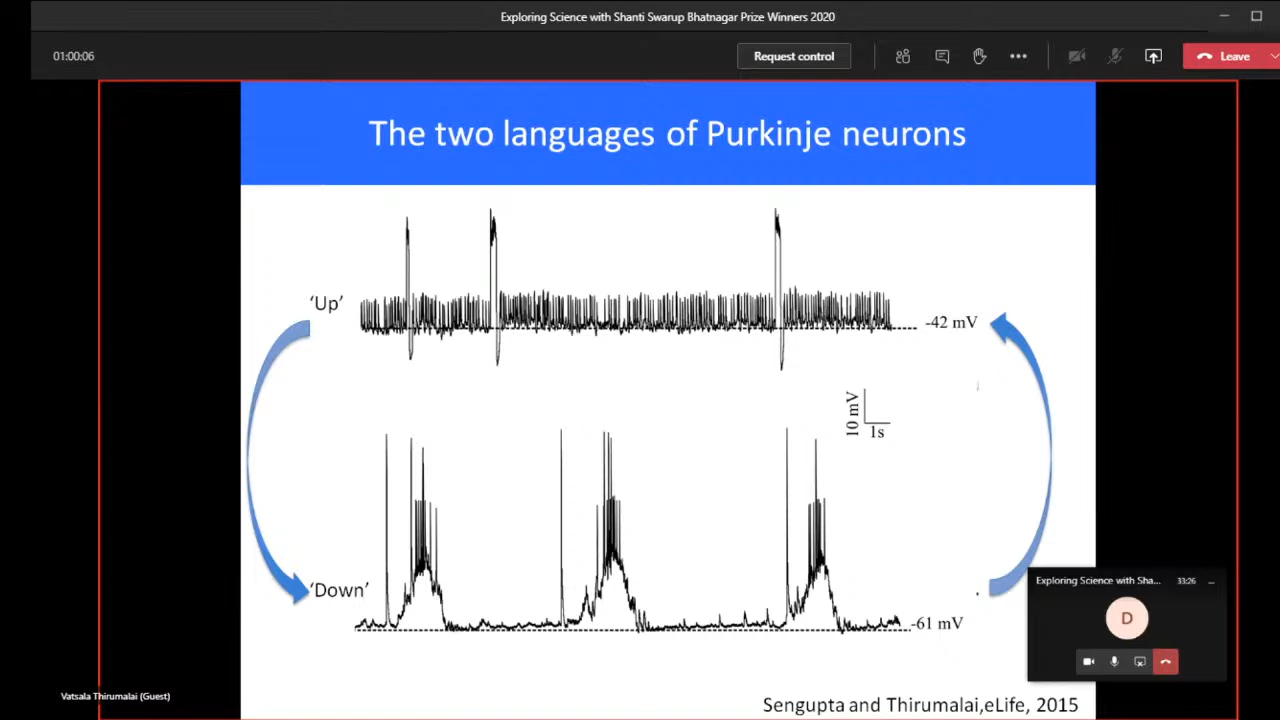 Exploring Science with Shanti Swarup Bhatnagar Prize Winners 2020
01:00:06
Request control
Leave
The two languages of Purkinje neurons
‘Up’
-42 mV
10 mV
1s
‘Down’
-61 mV
Exploring Science with Sha...
33:26
D
Vatsala Thirumalai (Guest)
Sengupta and Thirumalai,eLife, 2015